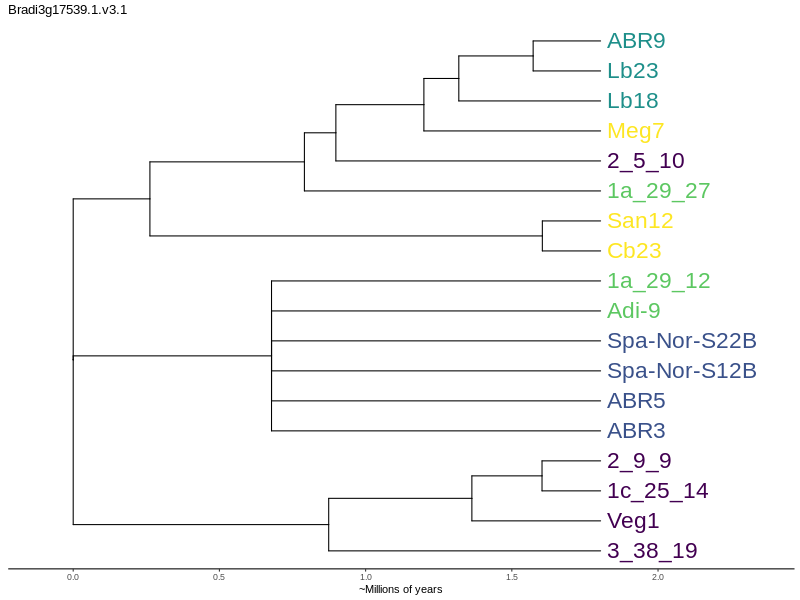 Bradi3g17539.1.v3.1
ABR9
Lb23
Lb18
Meg7
2_5_10
1a_29_27
San12
Cb23
1a_29_12
Adi-9
Spa-Nor-S22B
Spa-Nor-S12B
ABR5
ABR3
2_9_9
1c_25_14
Veg1
3_38_19
0.0 0.5 1.0 1.5 2.0
~Millions of years